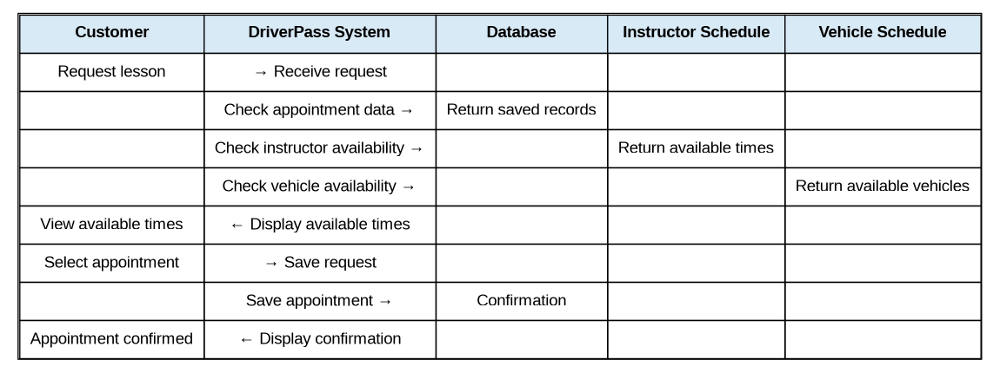 Customer DriverPass System Database Instructor Schedule Vehicle Schedule
Request lesson → Receive request
Check appointment data → Return saved records
Check instructor availability → Return available times
Check vehicle availability → Return available vehicles
View available times ← Display available times
Select appointment → Save request
Save appointment → Confirmation
Appointment confirmed ← Display confirmation